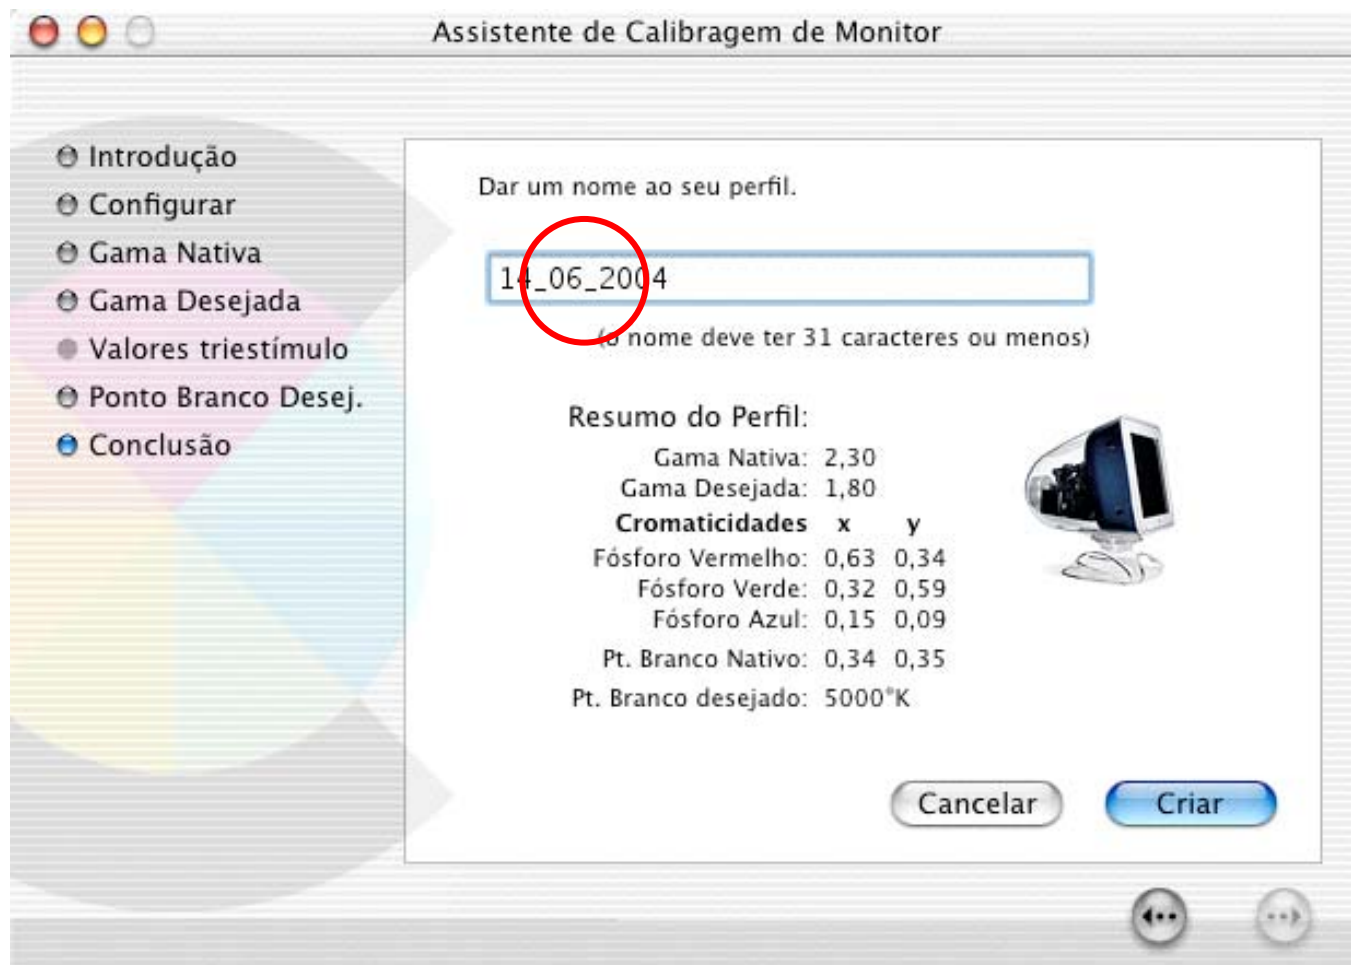 Assistente de Calibragem de Monitor
Introdução
Configurar
Gama Nativa
Gama Desejada
Valores triestímulo
Ponto Branco Desej.
Conclusão
Dar um nome ao seu perfil.
14_06_2004
(o nome deve ter 31 caracteres ou menos)
Resumo do Perfil:
Gama Nativa: 2,30
Gama Desejada: 1,80
Cromaticidades x y
Fósforo Vermelho: 0,63 0,34
Fósforo Verde: 0,32 0,59
Fósforo Azul: 0,15 0,09
Pt. Branco Nativo: 0,34 0,35
Pt. Branco desejado: 5000°K
Cancelar Criar